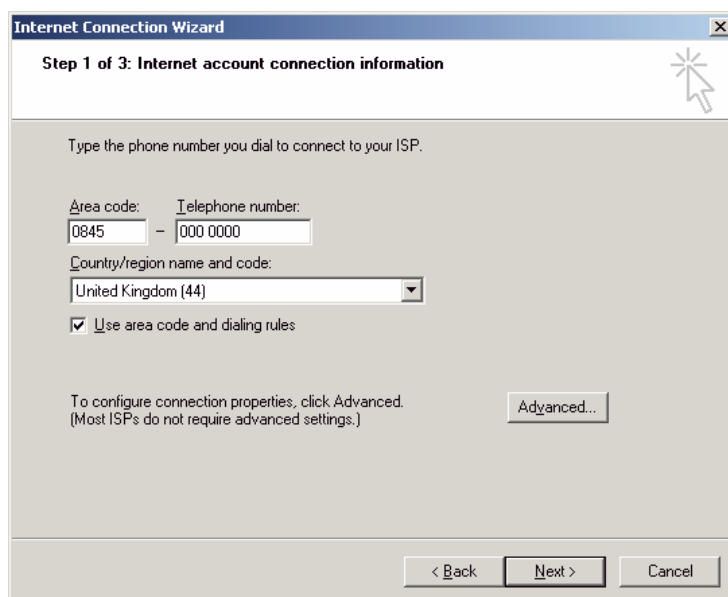 Internet Connection Wizard
Step 1 of 3: Internet account connection information
Type the phone number you dial to connect to your ISP.
Area code: Telephone number:
0845 – 000 0000
Country/region name and code:
United Kingdom (44)
Use area code and dialing rules
To configure connection properties, click Advanced.
(Most ISPs do not require advanced settings.)
Advanced...
< Back Next > Cancel